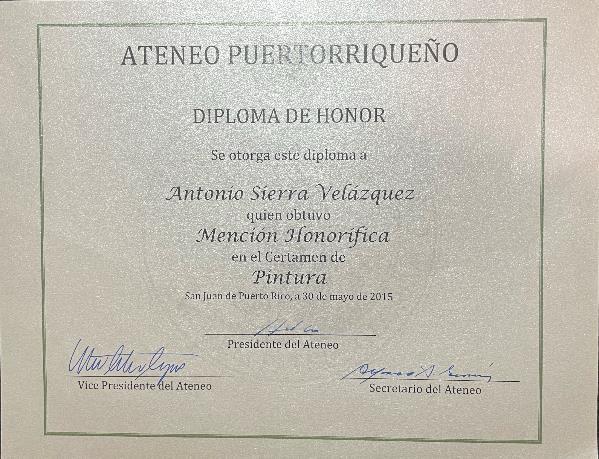 ATENEO PUERTORRIQUEÑO
DIPLOMA DE HONOR
Se otorga este diploma a
Antonio Sierra Velázquez
quien obtuvo
Mención Honorífica
en el Certamen de
Pintura
San Juan de Puerto Rico, a 30 de mayo de 2015
Presidente del Ateneo
Vice Presidente del Ateneo
Secretario del Ateneo